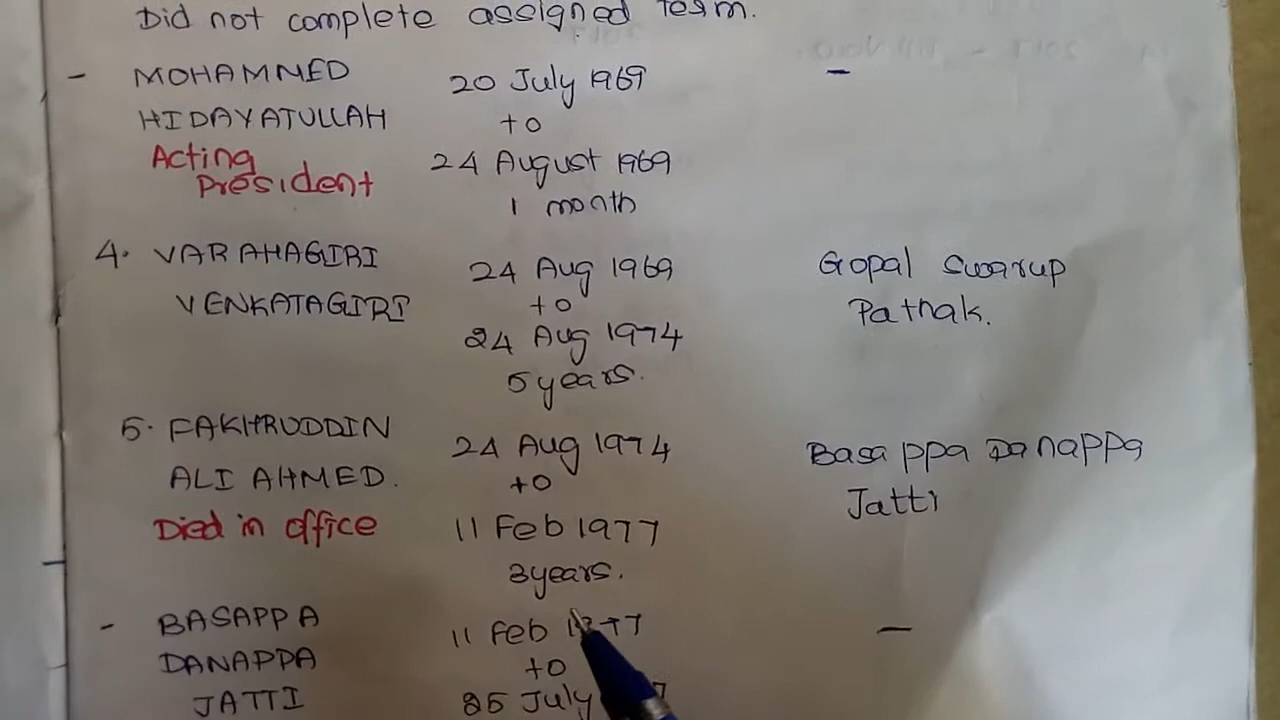 Did not complete assigned term.
- MOHAMMED 20 July 1969 -
HIDAYATULLAH to
Acting 24 August 1969
President
1 month
4. VARAHAGIRI 24 Aug 1969 Gopal Swarup
VENKATAGIRI to Pathak.
24 Aug 1974
5 years.
5. FAKHRUDDIN 24 Aug 1974 Basappa Danappa
ALI AHMED. to Jatti
Died in office 11 Feb 1977
3 years.
- BASAPPA 11 Feb 1977 -
DANAPPA to
JATTI 25 July